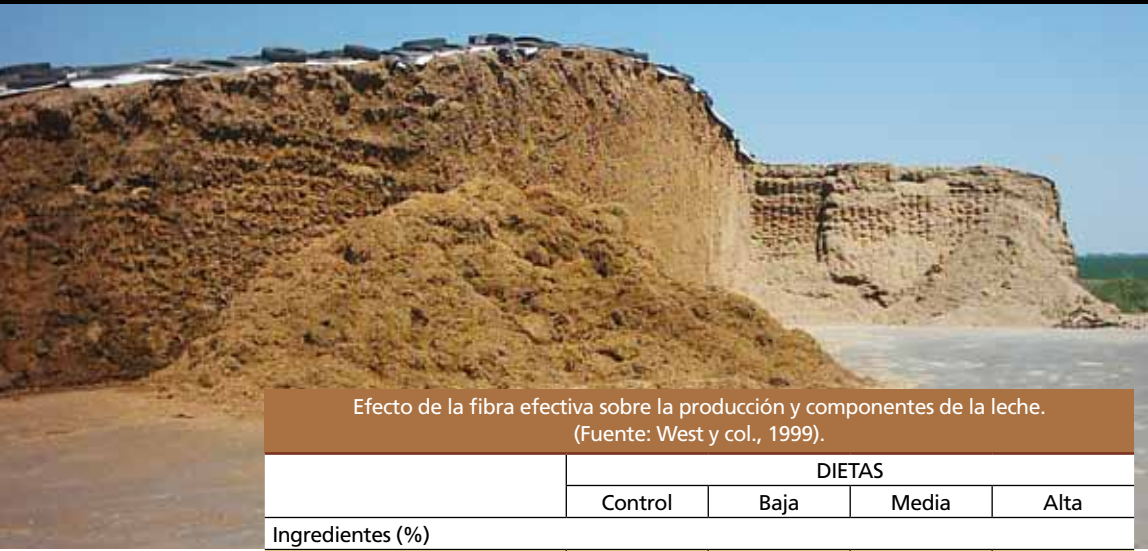 Efecto de la fibra efectiva sobre la producción y componentes de la leche.
(Fuente: West y col., 1999).
DIETAS
Control Baja Media Alta
Ingredientes (%)